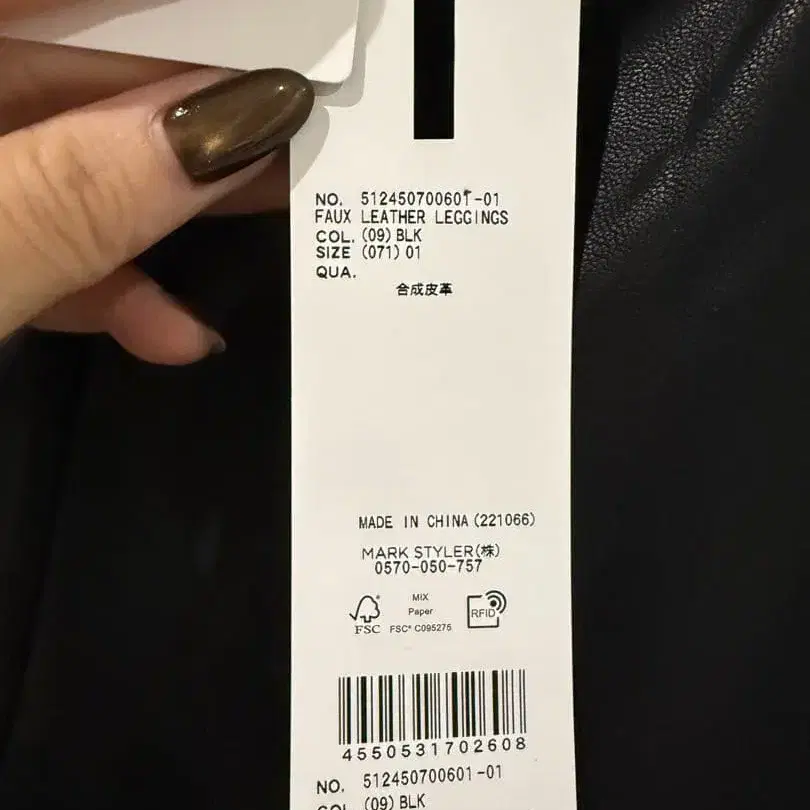 NO. 512450700601-01
FAUX LEATHER LEGGINGS
COL. (09) BLK
SIZE (071) 01
QUA.
合成皮革
MADE IN CHINA (221066)
MARK STYLER(株)
0570-050-757
FSC
MIX
Paper
FSC® C095275
RFID
4550531702608
NO. 512450700601-01
COL. (09) BLK